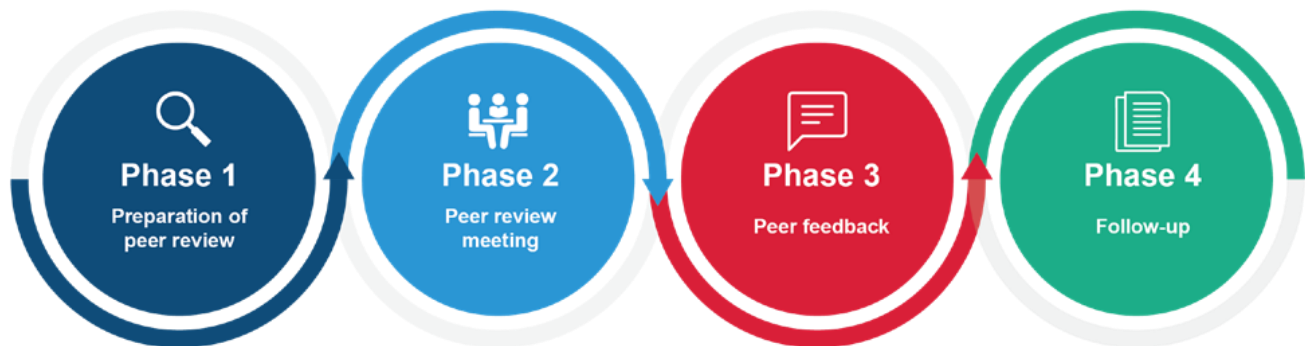 Phase 1
Preparation of
peer review
Phase 2
Peer review
meeting
Phase 3
Peer feedback
Phase 4
Follow-up